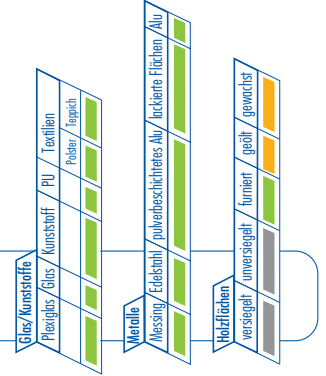 Glas/Kunststoffe
Plexiglas
Glas
Kunststoff
PU
Textilien
Polster
Teppich
Metalle
Messing
Edelstahl
pulverbeschichtetes Alu
lackierte Flächen
Alu
Holzflächen
versiegelt
unversiegelt
furniert
geölt
gewachst